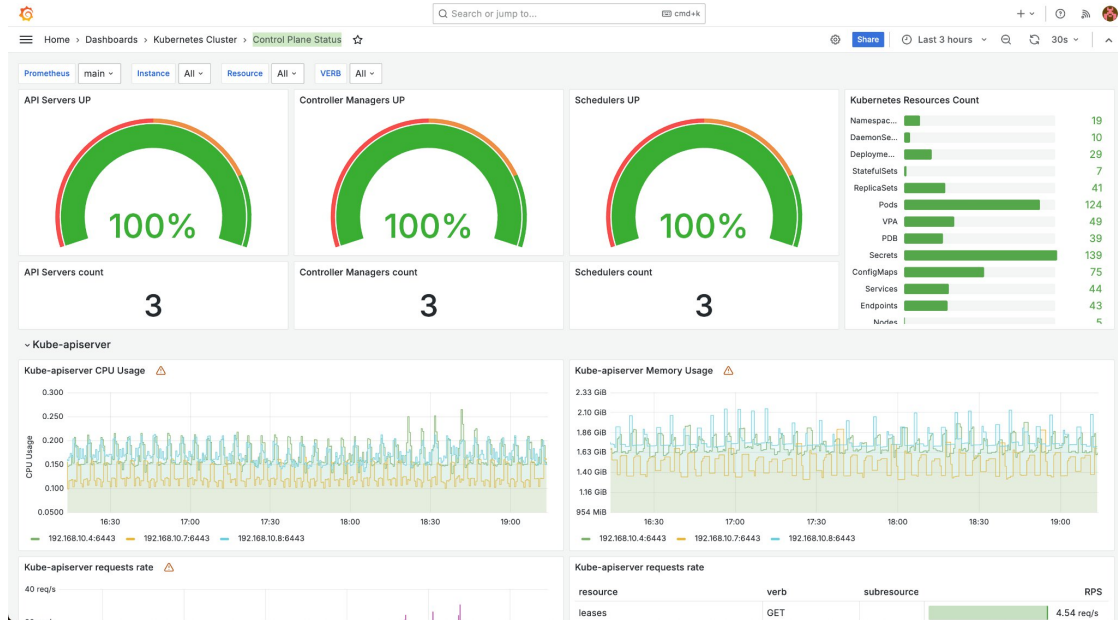 Search or jump to... cmd+k
Home › Dashboards › Kubernetes Cluster › Control Plane Status
Share Last 3 hours 30s
Prometheus main Instance All Resource All VERB All
API Servers UP
100%
Controller Managers UP
100%
Schedulers UP
100%
Kubernetes Resources Count
Namespac... 19
DaemonSe... 10
Deployme... 29
StatefulSets 7
ReplicaSets 41
Pods 124
VPA 49
PDB 39
Secrets 139
ConfigMaps 75
Services 44
Endpoints 43
Nodes 5
API Servers count
3
Controller Managers count
3
Schedulers count
3
Kube-apiserver
Kube-apiserver CPU Usage
CPU Usage
0.300
0.250
0.200
0.150
0.100
0.0500
16:30 17:00 17:30 18:00 18:30 19:00
192.168.10.4:6443 192.168.10.7:6443 192.168.10.8:6443
Kube-apiserver Memory Usage
2.33 GiB
2.10 GiB
1.86 GiB
1.63 GiB
1.40 GiB
1.16 GiB
954 MiB
16:30 17:00 17:30 18:00 18:30 19:00
192.168.10.4:6443 192.168.10.7:6443 192.168.10.8:6443
Kube-apiserver requests rate
40 req/s
Kube-apiserver requests rate
resource verb subresource RPS
leases GET 4.54 req/s